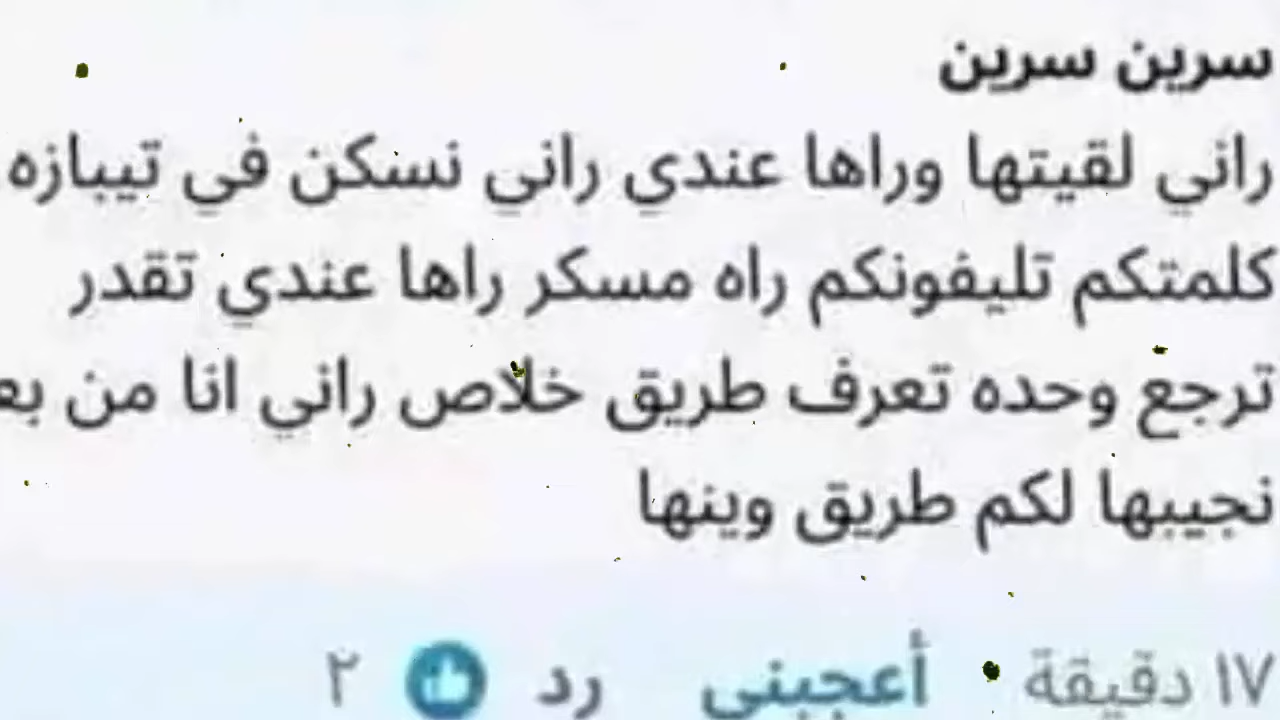 سرين سرين
راني لقيتها وراها عندي راني نسكن في تيبازه
كلمتكم تليفونكم راه مسكر راها عندي تقدر
ترجع وحده تعرف طريق خلاص راني انا من
نجيبها لكم طريق وينها
١٧ دقيقة أعجبني رد ٢